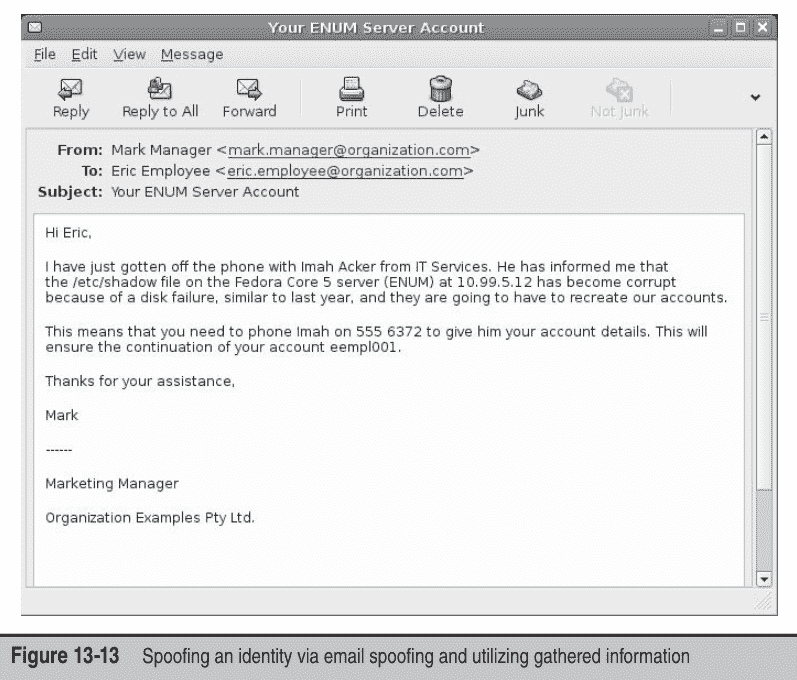 Your ENUM Server Account
File Edit View Message
Reply Reply to All Forward Print Delete Junk Not Junk
From: Mark Manager <mark.manager@organization.com>
To: Eric Employee <eric.employee@organization.com>
Subject: Your ENUM Server Account
Hi Eric,
I have just gotten off the phone with Imah Acker from IT Services. He has informed me that
the /etc/shadow file on the Fedora Core 5 server (ENUM) at 10.99.5.12 has become corrupt
because of a disk failure, similar to last year, and they are going to have to recreate our accounts.
This means that you need to phone Imah on 555 6372 to give him your account details. This will
ensure the continuation of your account eempl001.
Thanks for your assistance,
Mark
------
Marketing Manager
Organization Examples Pty Ltd.
Figure 13-13 Spoofing an identity via email spoofing and utilizing gathered information